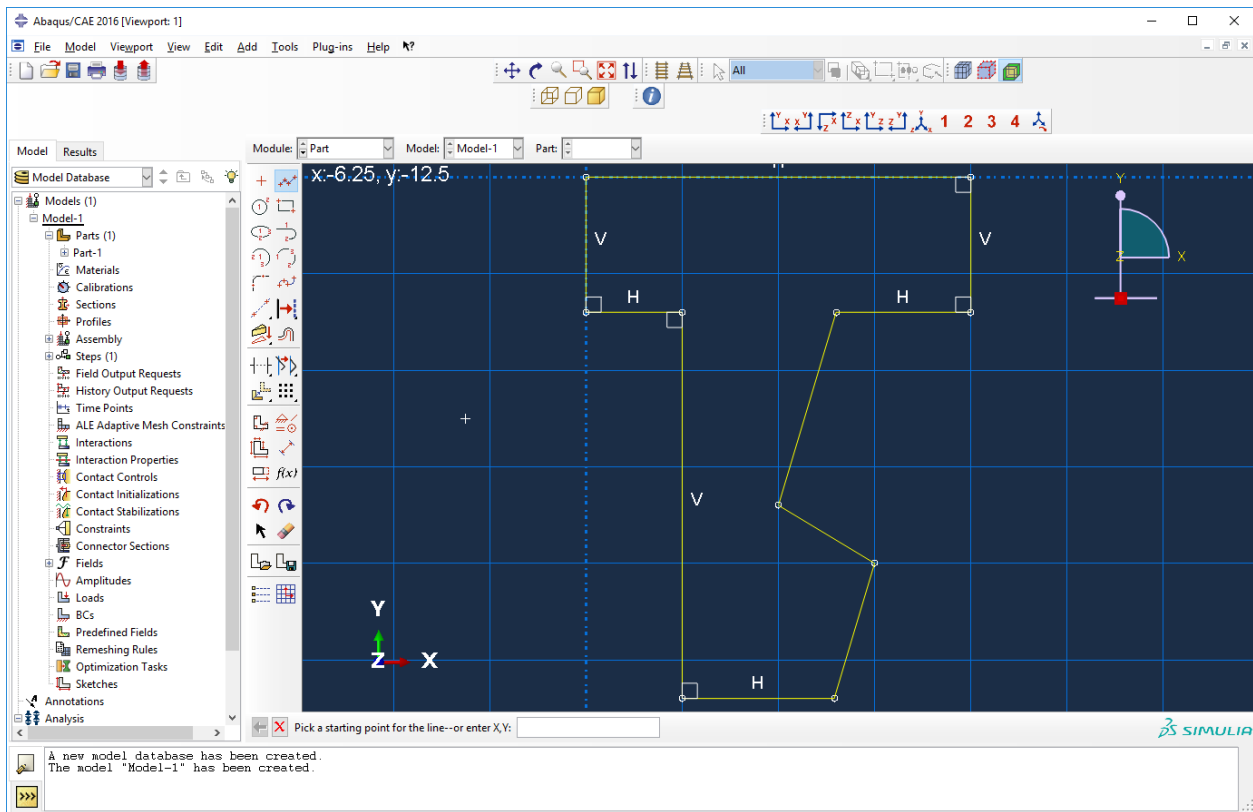 Abaqus/CAE 2016 [Viewport: 1]
File Model Viewport View Edit Add Tools Plug-ins Help
All
1 2 3 4
Model Results
Module: Part Model: Model-1 Part:
Model Database
x:-6.25, y:-12.5
Models (1)
Model-1
Parts (1)
Part-1
Materials
Calibrations
Sections
Profiles
Assembly
Steps (1)
Field Output Requests
History Output Requests
Time Points
ALE Adaptive Mesh Constraints
Interactions
Interaction Properties
Contact Controls
Contact Initializations
Contact Stabilizations
Constraints
Connector Sections
Fields
Amplitudes
Loads
BCs
Predefined Fields
Remeshing Rules
Optimization Tasks
Sketches
Annotations
Analysis
f(x)
V
V
H
H
V
H
Y
Z
X
Y
Z X
Pick a starting point for the line--or enter X,Y:
SIMULIA
A new model database has been created.
The model "Model-1" has been created.